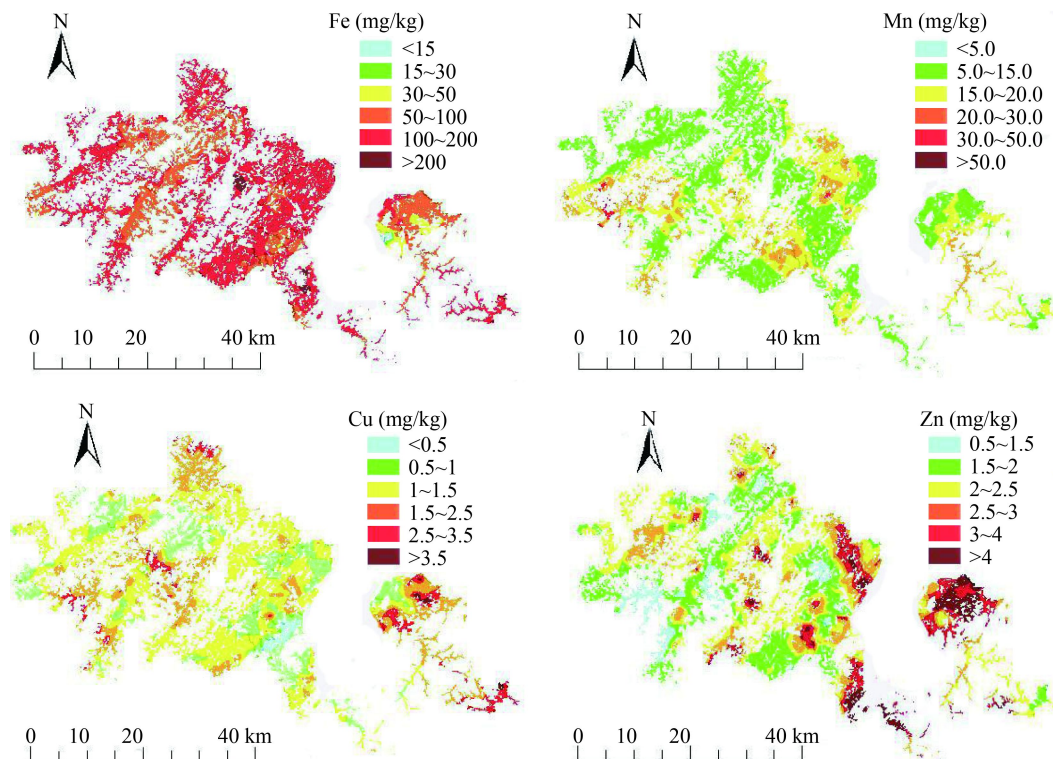 N
Fe (mg/kg)
<15
15~30
30~50
50~100
100~200
>200
0 10 20 40 km
N
Mn (mg/kg)
<5.0
5.0~15.0
15.0~20.0
20.0~30.0
30.0~50.0
>50.0
0 10 20 40 km
N
Cu (mg/kg)
<0.5
0.5~1
1~1.5
1.5~2.5
2.5~3.5
>3.5
0 10 20 40 km
N
Zn (mg/kg)
0.5~1.5
1.5~2
2~2.5
2.5~3
3~4
>4
0 10 20 40 km